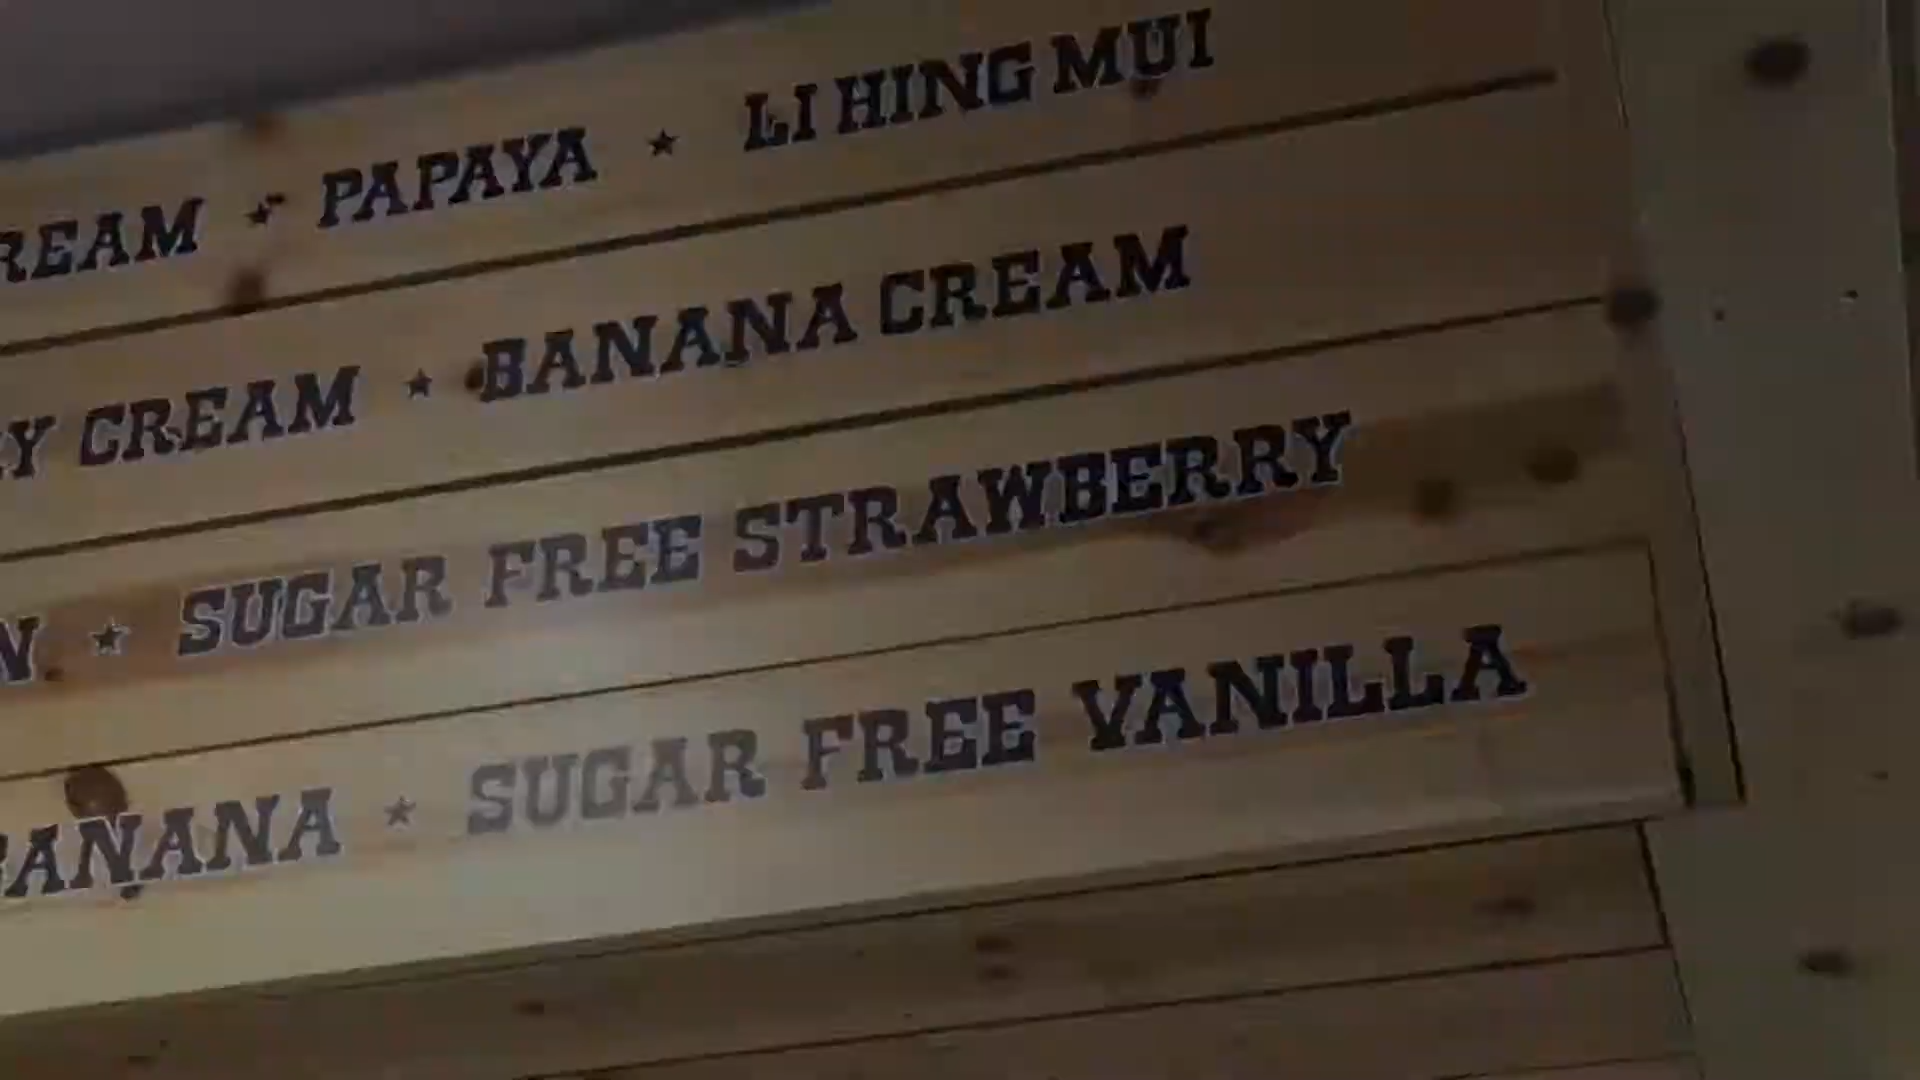 REAM ★ PAPAYA ★ LI HING MUI
Y CREAM ★ BANANA CREAM
N ★ SUGAR FREE STRAWBERRY
BANANA ★ SUGAR FREE VANILLA